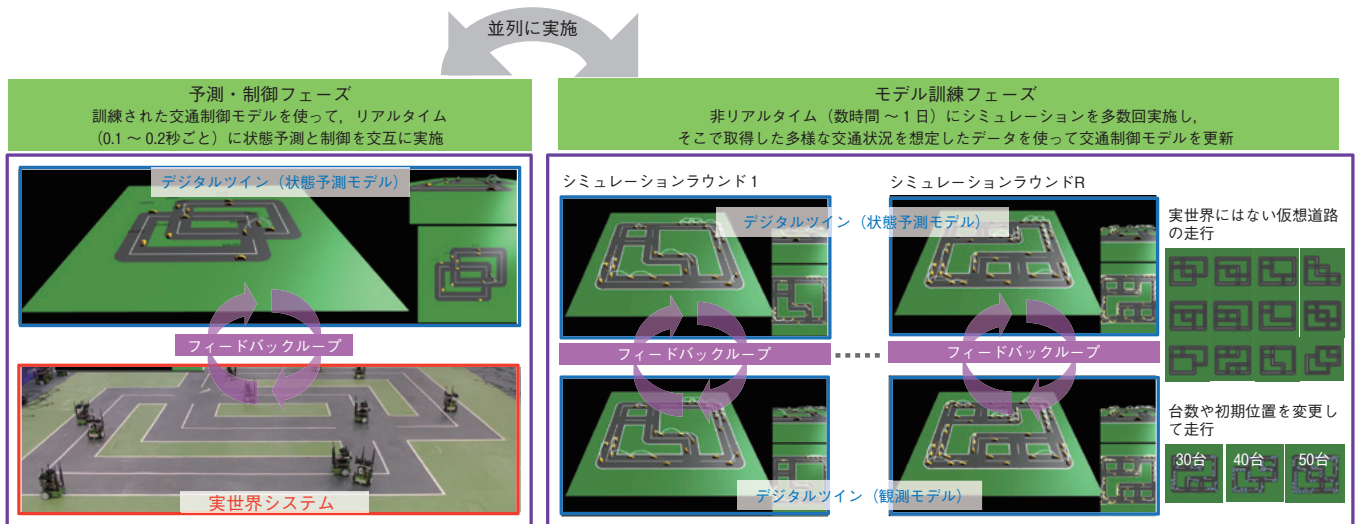 並列に実施
予測・制御フェーズ
訓練された交通制御モデルを使って，リアルタイム
（0.1 ～ 0.2秒ごと）に状態予測と制御を交互に実施
デジタルツイン（状態予測モデル）
フィードバックループ
実世界システム
モデル訓練フェーズ
非リアルタイム（数時間 ～ 1 日）にシミュレーションを多数回実施し，
そこで取得した多様な交通状況を想定したデータを使って交通制御モデルを更新
シミュレーションラウンド 1
シミュレーションラウンドR
デジタルツイン（状態予測モデル）
フィードバックループ
フィードバックループ
デジタルツイン（観測モデル）
実世界にはない仮想道路
の走行
台数や初期位置を変更し
て走行
30台
40台
50台